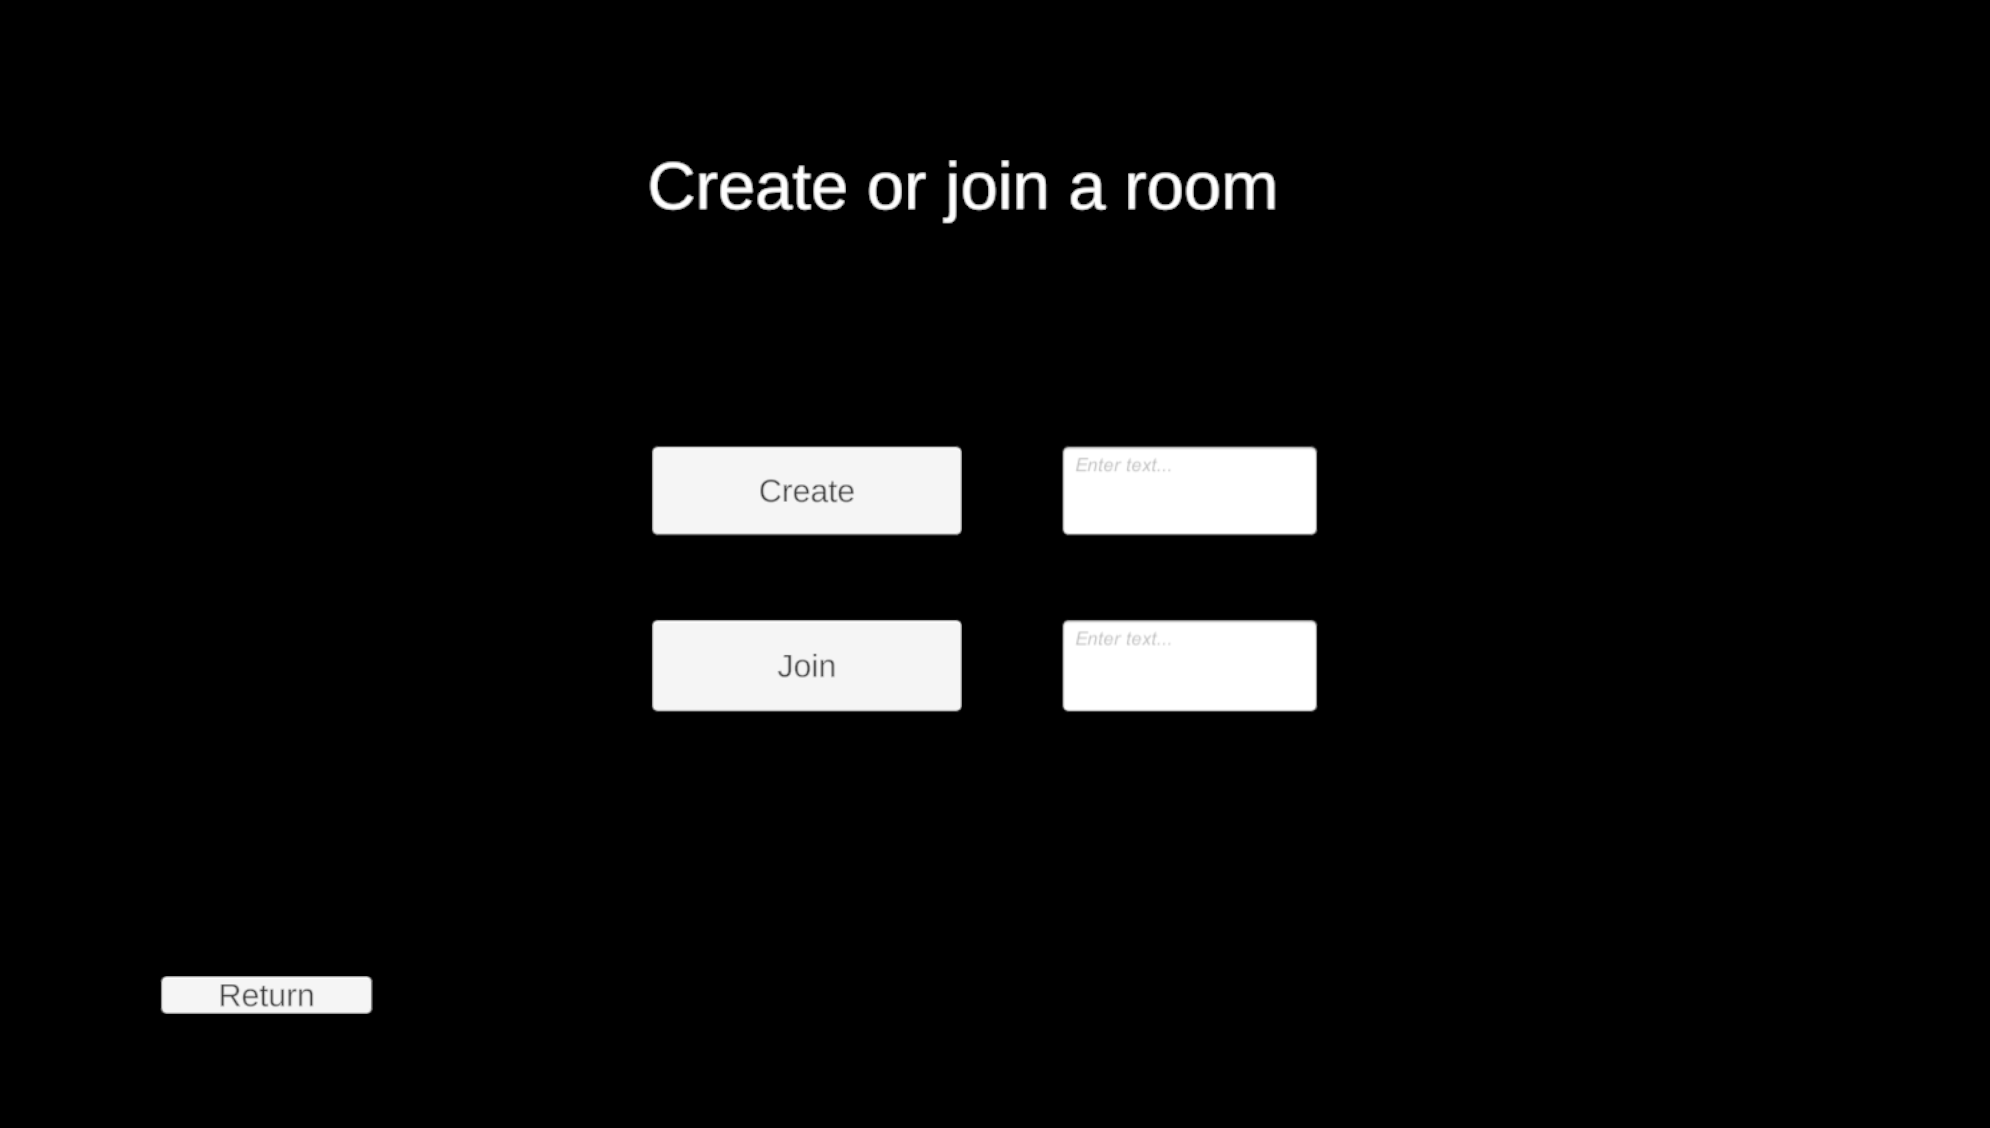 Create or join a room
Create
Enter text...
Join
Enter text...
Return